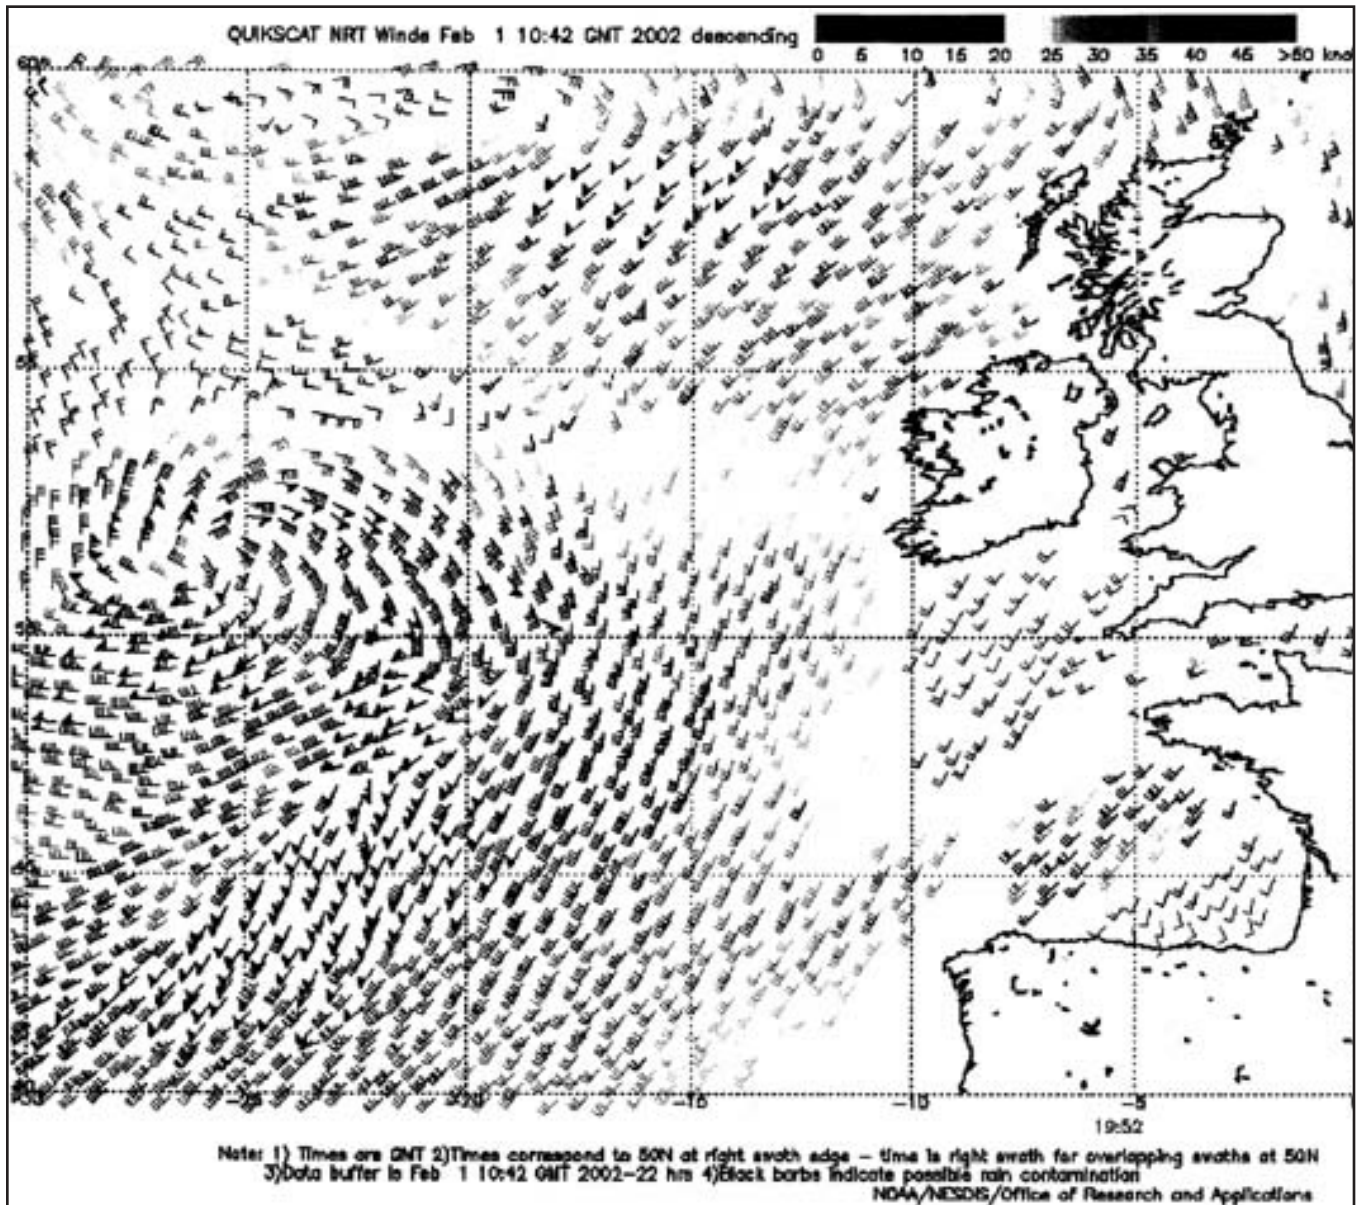 QUIKSCAT NRT Winds Feb 1 10:42 GMT 2002 descending
0 5 10 15 20 25 30 35 40 45 >50 kno
60N
-15 -10 -5
19:52
Note: 1) Times are GMT 2)Times correspond to 50N at right swath edge – time is right swath for overlapping swaths at 50N
3)Data buffer is Feb 1 10:42 GMT 2002–22 hrs 4)Black barbs indicate possible rain contamination
NOAA/NESDIS/Office of Research and Applications